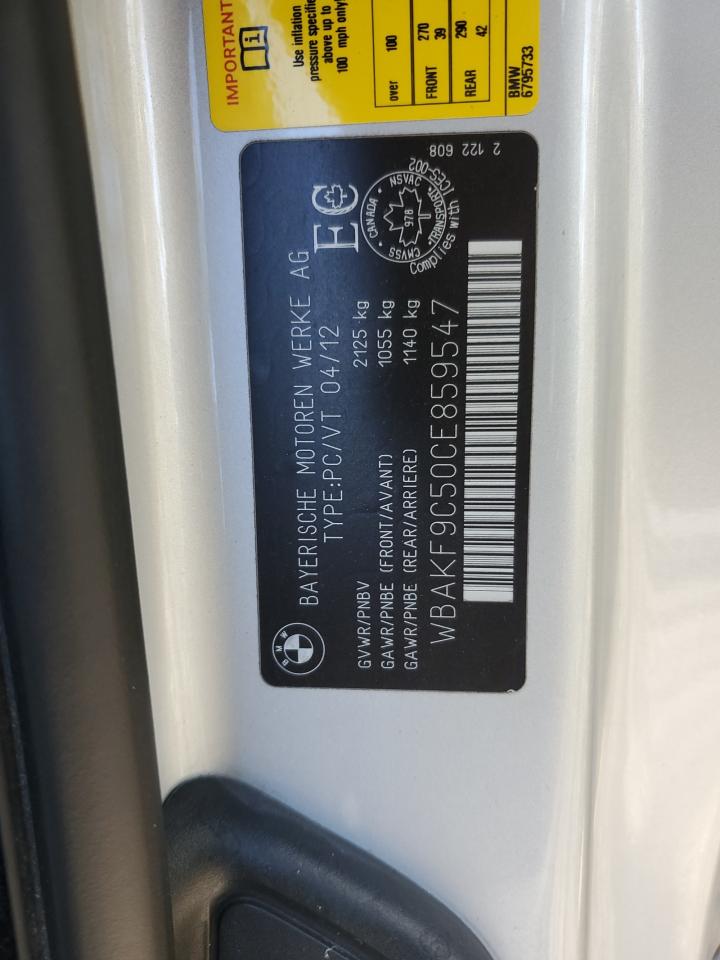 IMPORTANT
Use inflation
pressure specifie
above up to
100 mph only!
over 100
FRONT 270 39
REAR 290 42
BMW
6795733
BMW
BAYERISCHE MOTOREN WERKE AG
TYPE:PC/VT 04/12
EC
GVWR/PNBV 2125 kg
GAWR/PNBE (FRONT/AVANT) 1055 kg
GAWR/PNBE (REAR/ARRIERE) 1140 kg
WBAKF9C50CE859547
CANADA • NSVAC • TRANSPORT • CMVSS
978
Complies with ICES-002
2 122 608